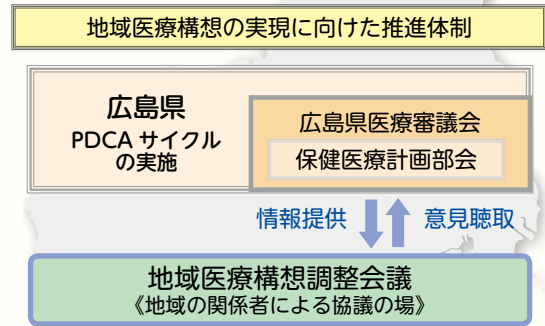 地域医療構想の実現に向けた推進体制
広島県
PDCA サイクル
の実施
広島県医療審議会
保健医療計画部会
情報提供
意見聴取
地域医療構想調整会議
《地域の関係者による協議の場》